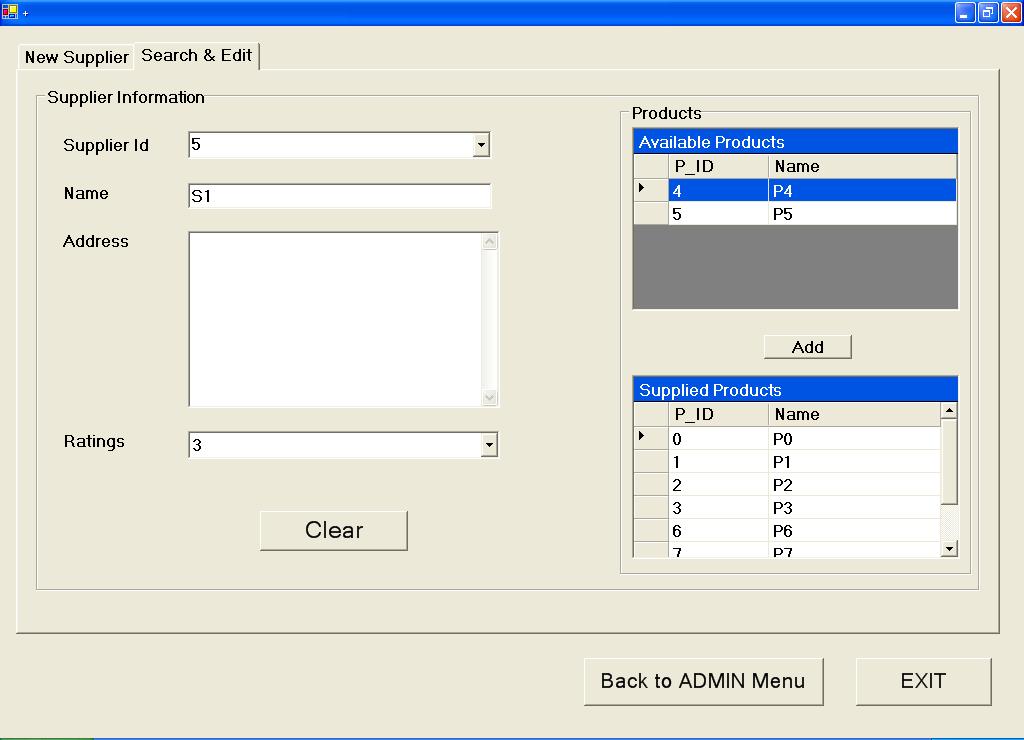 +
New Supplier
Search & Edit
Supplier Information
Supplier Id
5
Name
S1
Address
Ratings
3
Clear
Products
Available Products
P_ID Name
4 P4
5 P5
Add
Supplied Products
P_ID Name
0 P0
1 P1
2 P2
3 P3
6 P6
7 P7
Back to ADMIN Menu
EXIT